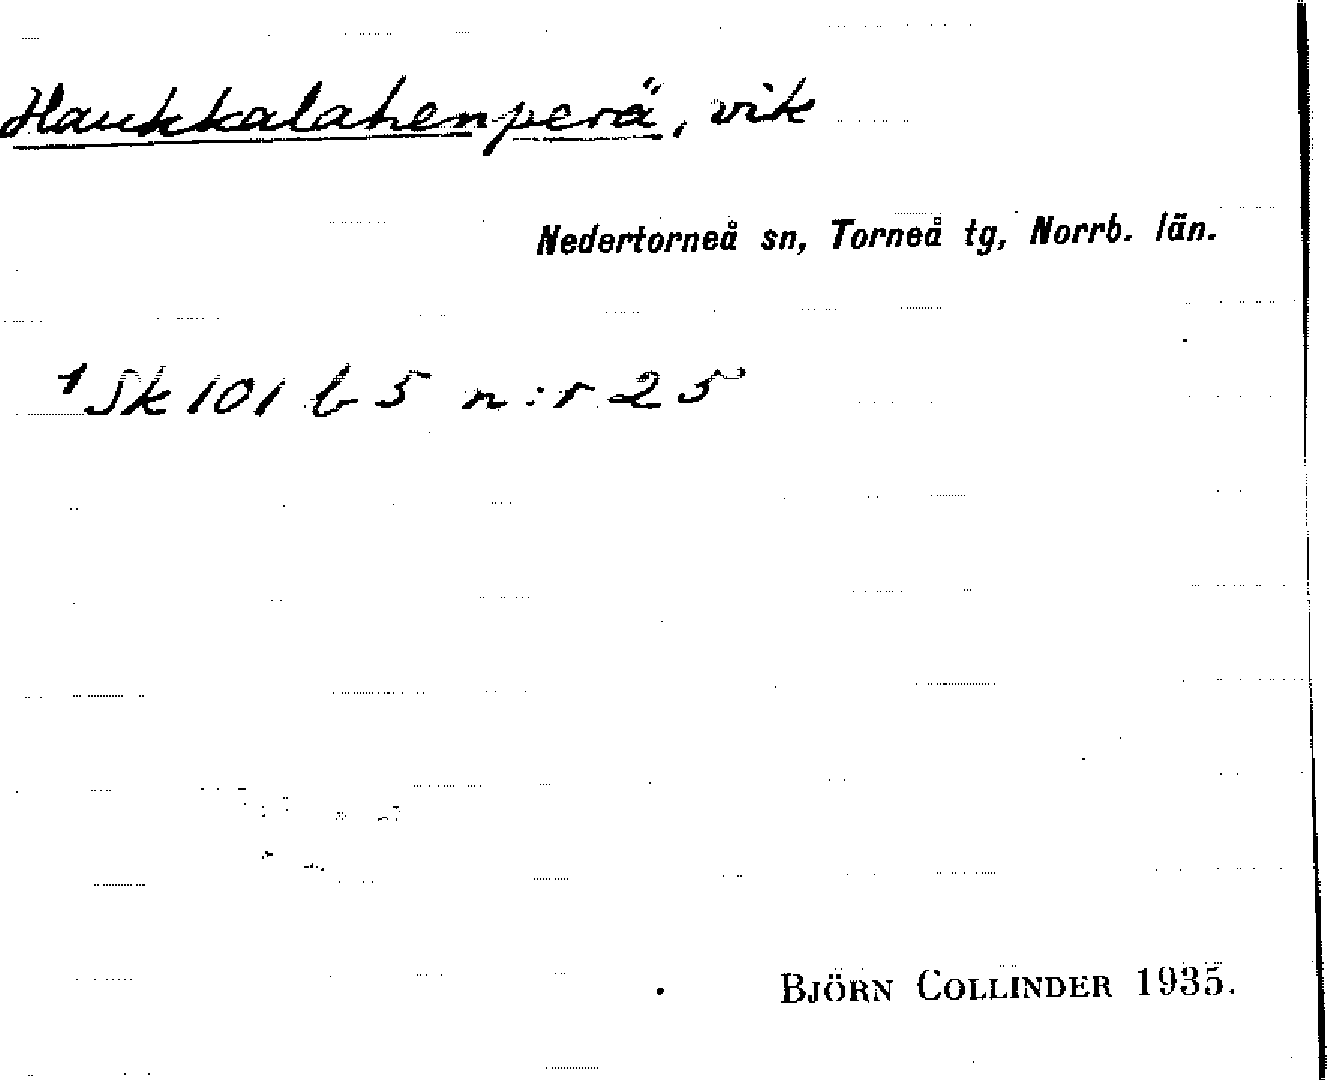 Haukkalahenperä, vik
Nedertorneå sn, Torneå tg, Norrb. län.
1 Sk 101 b 5 n:r 25
BJÖRN COLLINDER 1935.